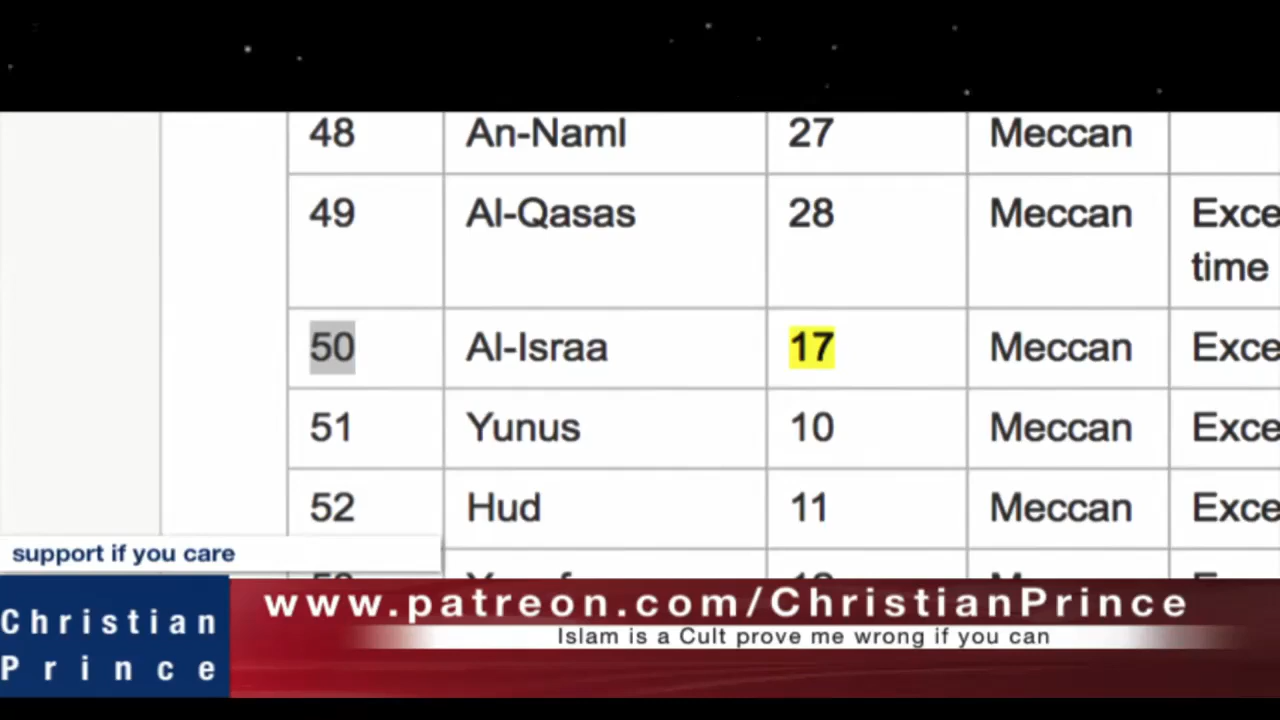 48 An-Naml 27 Meccan
49 Al-Qasas 28 Meccan Exce
time
50 Al-Israa 17 Meccan Exce
51 Yunus 10 Meccan Exce
52 Hud 11 Meccan Exce
support if you care
Christian
Prince
www.patreon.com/ChristianPrince
Islam is a Cult prove me wrong if you can